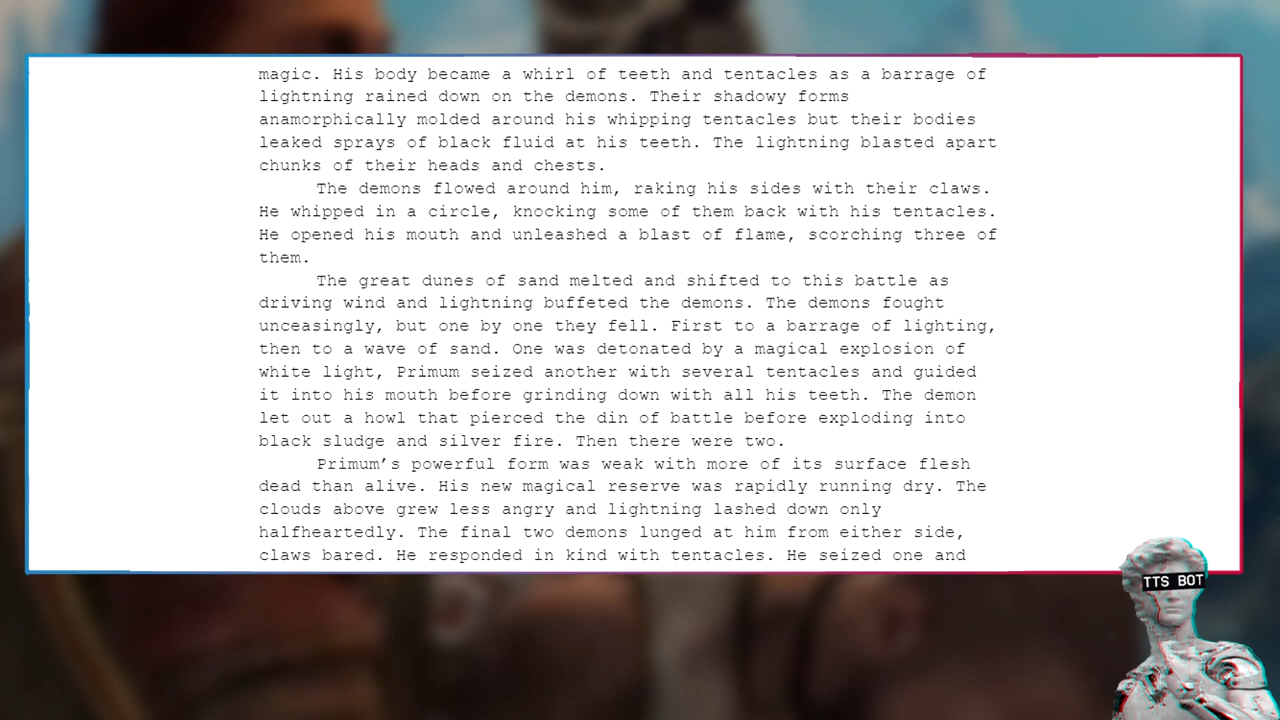 magic. His body became a whirl of teeth and tentacles as a barrage of
lightning rained down on the demons. Their shadowy forms
anamorphically molded around his whipping tentacles but their bodies
leaked sprays of black fluid at his teeth. The lightning blasted apart
chunks of their heads and chests.
The demons flowed around him, raking his sides with their claws.
He whipped in a circle, knocking some of them back with his tentacles.
He opened his mouth and unleashed a blast of flame, scorching three of
them.
The great dunes of sand melted and shifted to this battle as
driving wind and lightning buffeted the demons. The demons fought
unceasingly, but one by one they fell. First to a barrage of lighting,
then to a wave of sand. One was detonated by a magical explosion of
white light, Primum seized another with several tentacles and guided
it into his mouth before grinding down with all his teeth. The demon
let out a howl that pierced the din of battle before exploding into
black sludge and silver fire. Then there were two.
Primum’s powerful form was weak with more of its surface flesh
dead than alive. His new magical reserve was rapidly running dry. The
clouds above grew less angry and lightning lashed down only
halfheartedly. The final two demons lunged at him from either side,
claws bared. He responded in kind with tentacles. He seized one and
TTS BOT